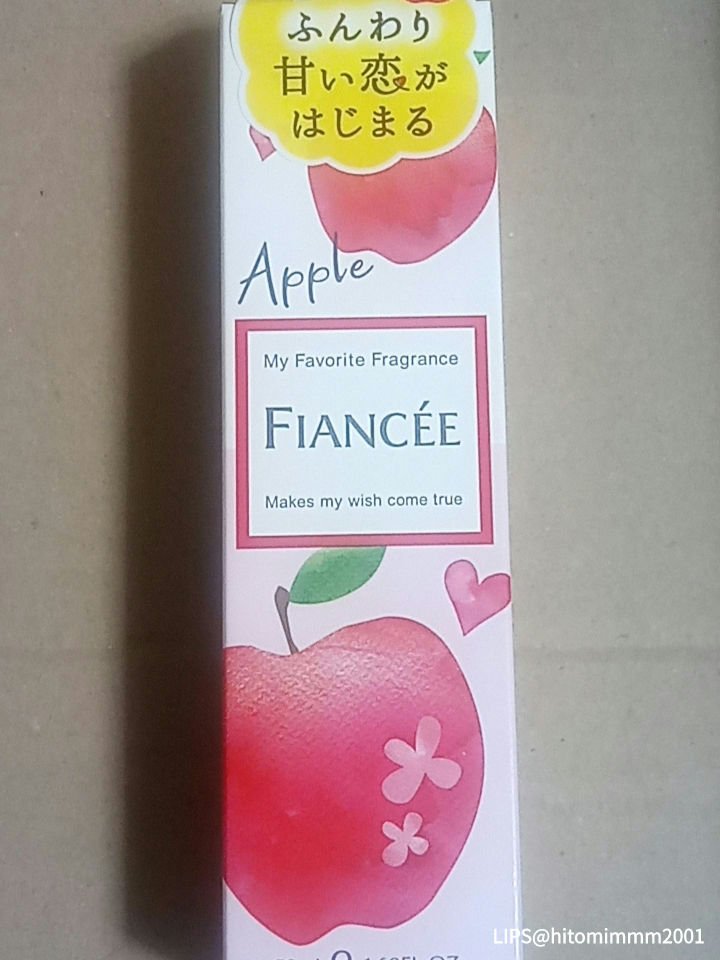 ふんわり
甘い恋が
はじまる
Apple
My Favorite Fragrance
FIANCÉE
Makes my wish come true
LIPS@hitomimmm2001